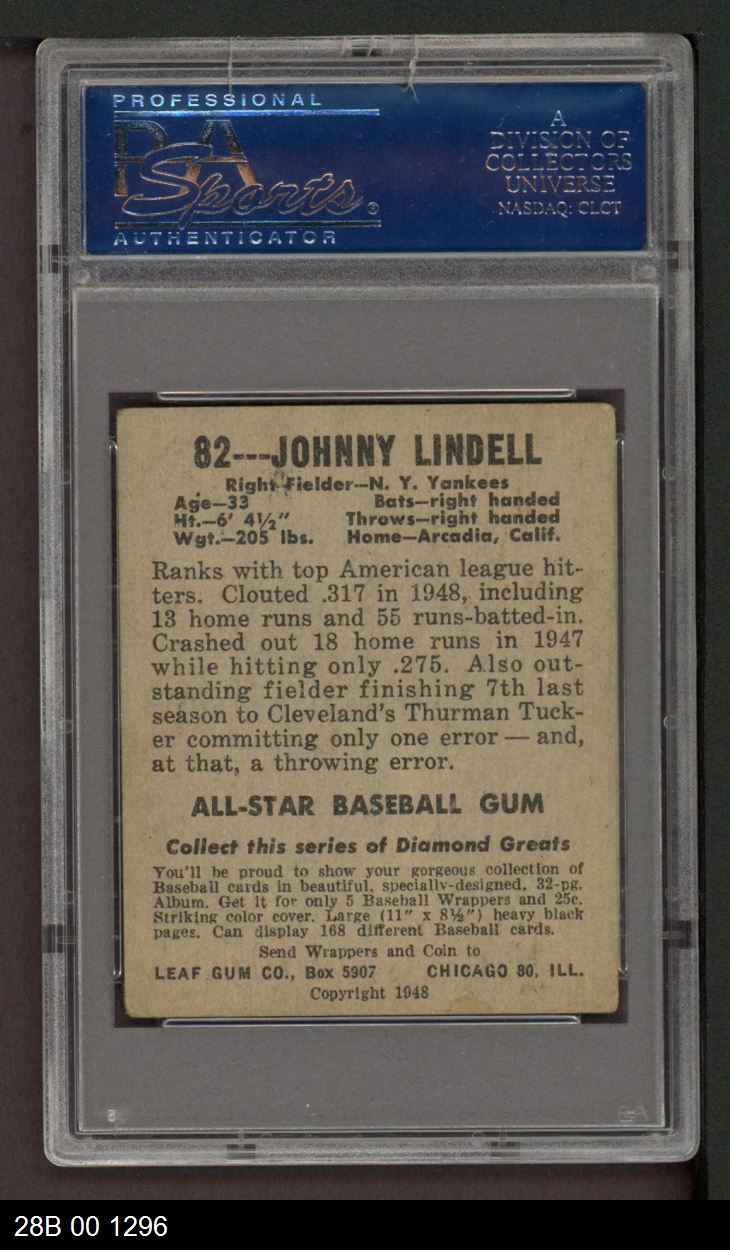 PROFESSIONAL
PSA
Sports®
AUTHENTICATOR
A
DIVISION OF
COLLECTORS
UNIVERSE
NASDAQ: CLCT
82---JOHNNY LINDELL
Right Fielder—N. Y. Yankees
Age—33 Bats—right handed
Ht.—6' 4½" Throws—right handed
Wgt.—205 lbs. Home—Arcadia, Calif.
Ranks with top American league hit-
ters. Clouted .317 in 1948, including
13 home runs and 55 runs-batted-in.
Crashed out 18 home runs in 1947
while hitting only .275. Also out-
standing fielder finishing 7th last
season to Cleveland's Thurman Tuck-
er committing only one error — and,
at that, a throwing error.
ALL-STAR BASEBALL GUM
Collect this series of Diamond Greats
You'll be proud to show your gorgeous collection of
Baseball cards in beautiful, specially-designed, 32-pg.
Album. Get it for only 5 Baseball Wrappers and 25c.
Striking color cover. Large (11" x 8½") heavy black
pages. Can display 168 different Baseball cards.
Send Wrappers and Coin to
LEAF GUM CO., Box 5907 CHICAGO 80, ILL.
Copyright 1948
28B 00 1296